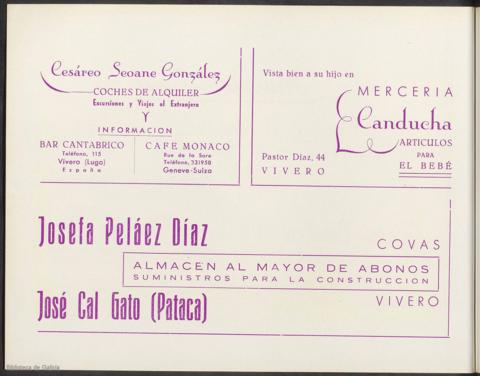 Cesáreo Seoane González
COCHES DE ALQUILER
Excursiones y Viajes al Extranjero
Y
INFORMACION
BAR CANTABRICO
Teléfono, 115
Vivero (Lugo)
España
CAFE MONACO
Rue de la Sare
Teléfono, 331958
Geneve-Suiza
Vista bien a su hijo en
MERCERIA
Canducha
ARTICULOS
PARA
EL BEBÉ
Pastor Díaz, 44
VIVERO
Josefa Peláez Díaz
COVAS
ALMACEN AL MAYOR DE ABONOS
SUMINISTROS PARA LA CONSTRUCCION
José Cal Gato (Pataca)
VIVERO
Biblioteca de Galicia